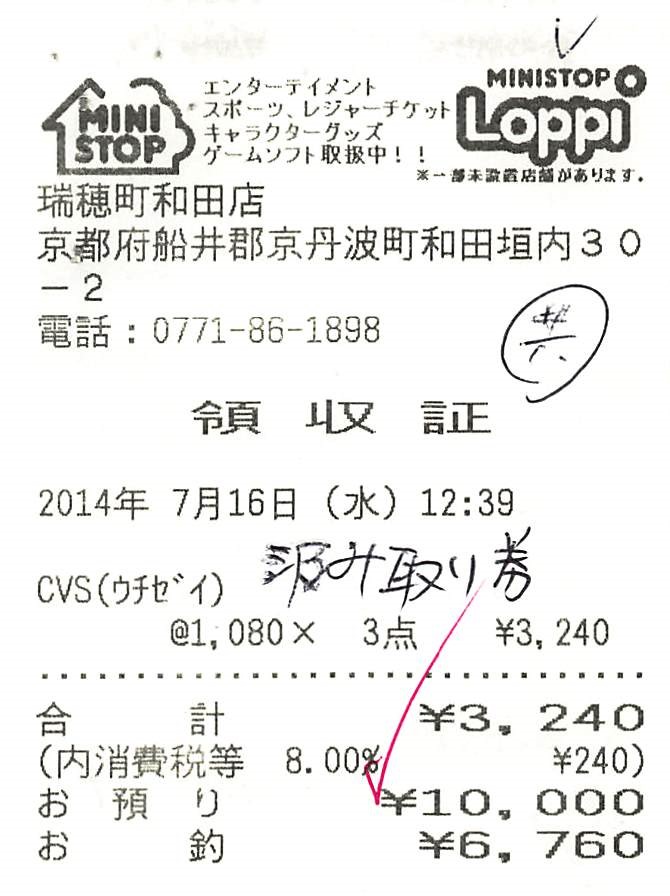 MINI
STOP
エンターテイメント
スポーツ、レジャーチケット
キャラクターグッズ
ゲームソフト取扱中！！
MINISTOP
Loppi
※一部未設置店舗があります。
瑞穂町和田店
京都府船井郡京丹波町和田垣内３０
－２
電話：0771-86-1898
共
領収証
2014年 7月16日（水）12:39
汲み取り券
CVS(ウチゼイ)
@1,080× 3点 ¥3,240
合計 ¥3,240
(内消費税等 8.00% ¥240)
お預り ¥10,000
お釣 ¥6,760